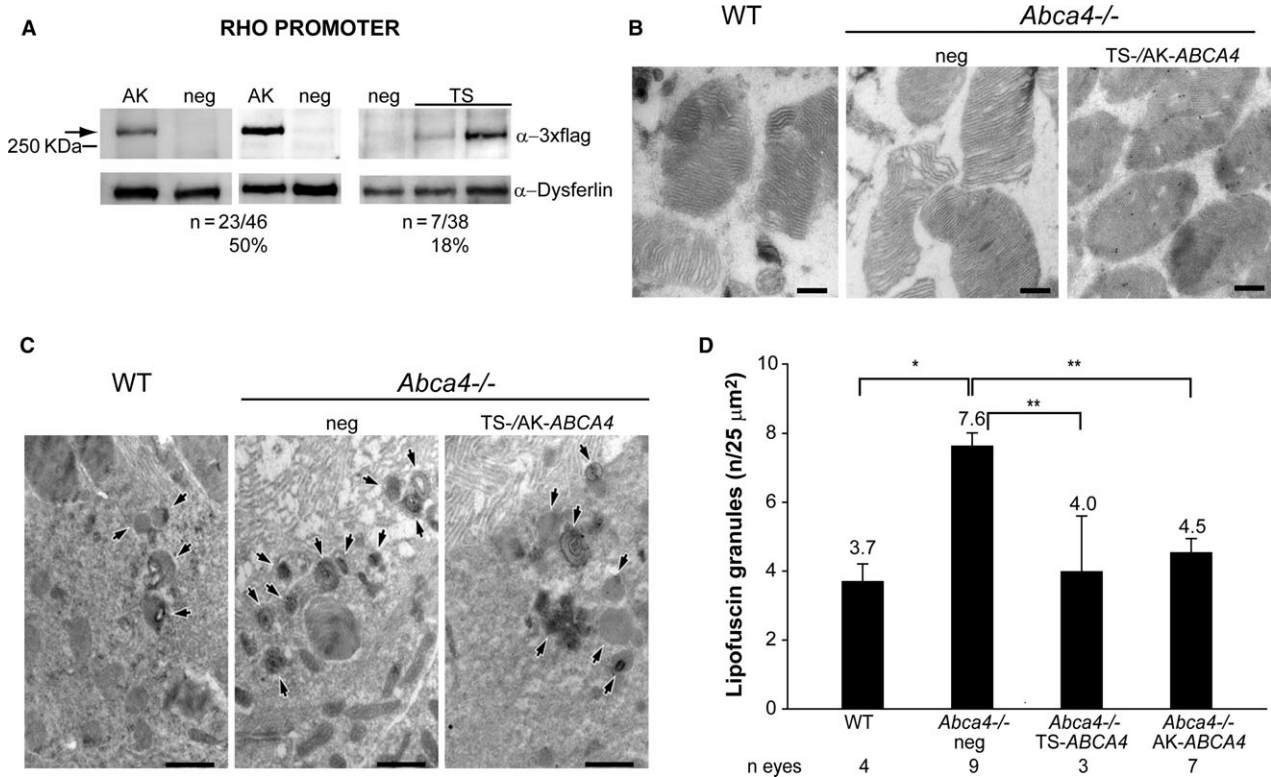 A
RHO PROMOTER
AK neg AK neg neg TS
250 KDa
α-3xflag
α-Dysferlin
n = 23/46 n = 7/38
50% 18%
B
WT Abca4-/-
neg TS-/AK-ABCA4
C
WT Abca4-/-
neg TS-/AK-ABCA4
D
Lipofuscin granules (n/25 μm²)
10
8
6
4
2
0
* **
**
7.6
3.7
4.0
4.5
WT Abca4-/- Abca4-/- Abca4-/-
neg TS-ABCA4 AK-ABCA4
n eyes 4 9 3 7